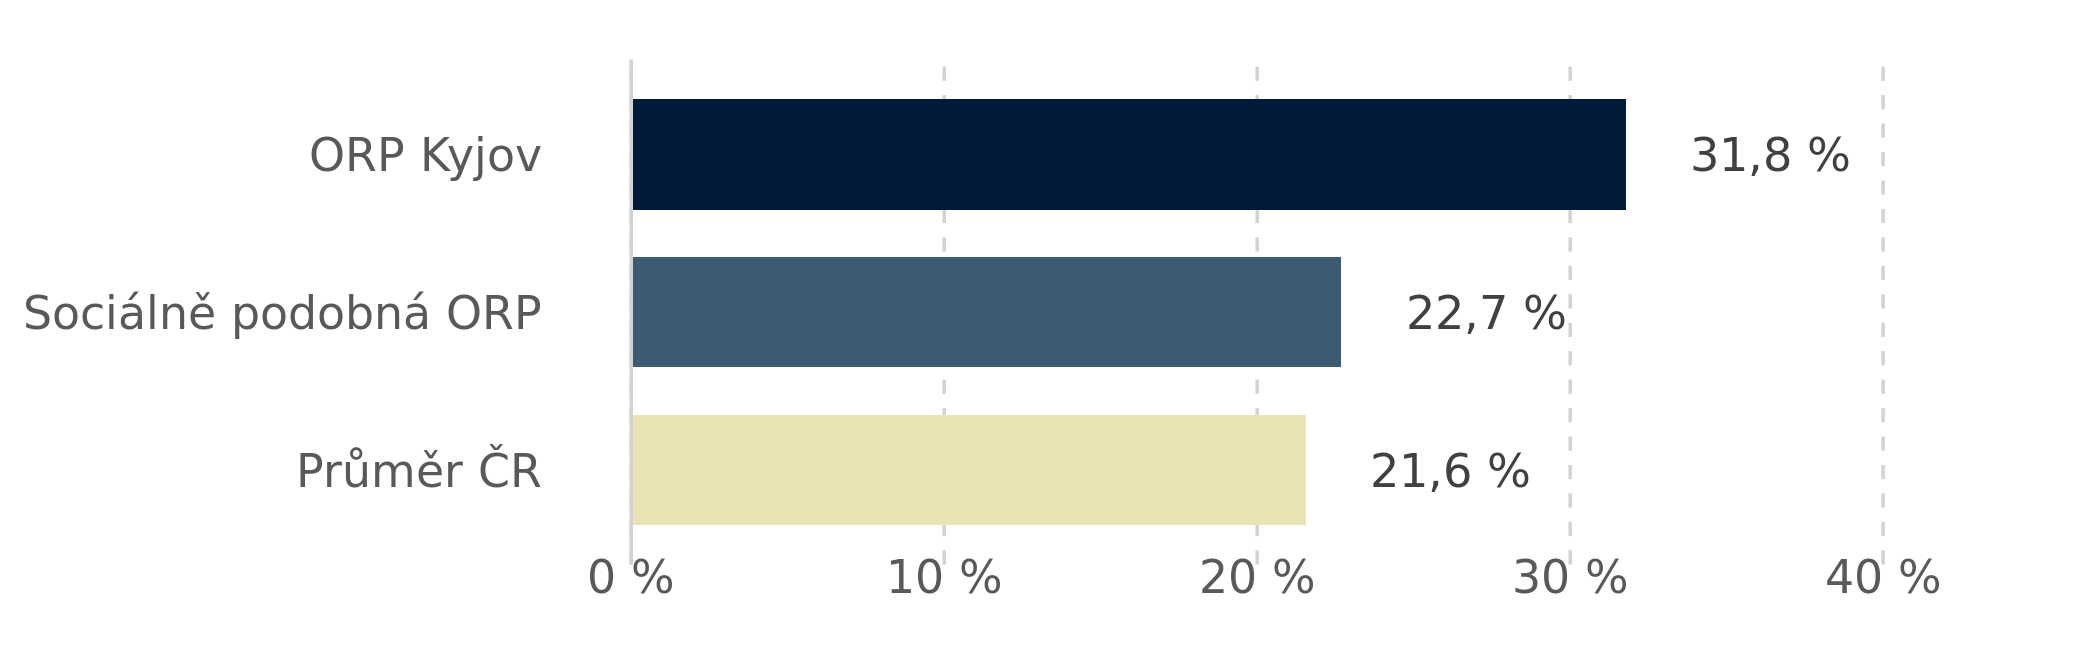 ORP Kyjov
31,8 %
Sociálně podobná ORP
22,7 %
Průměr ČR
21,6 %
0 %
10 %
20 %
30 %
40 %